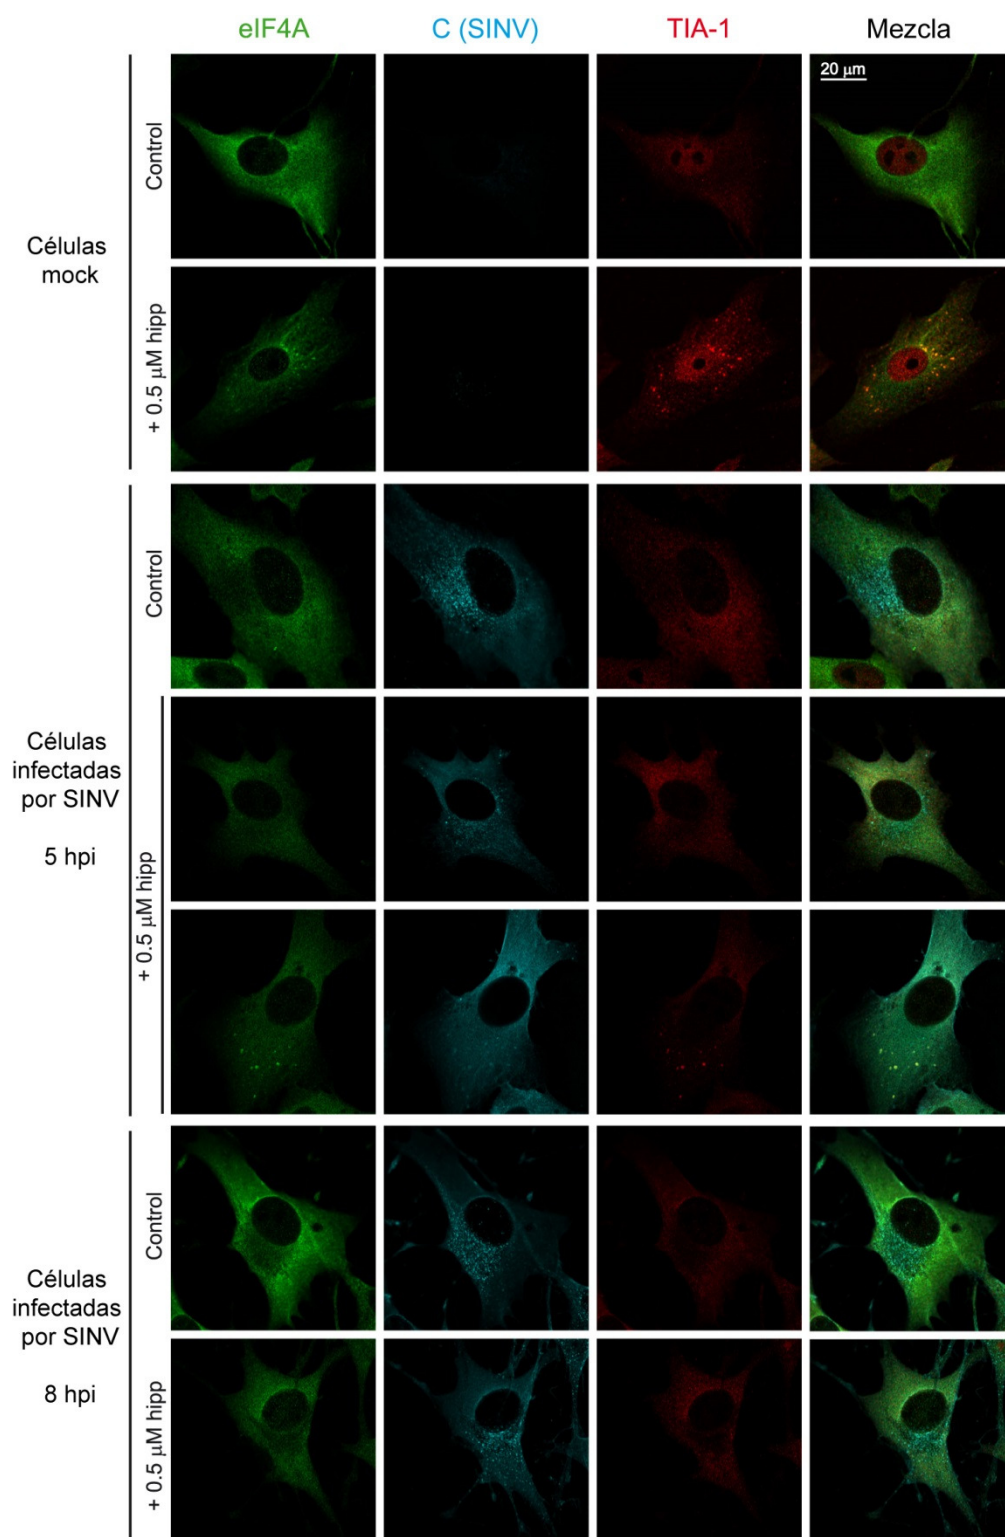 eIF4A
C (SINV)
TIA-1
Mezcla
20 μm
Células
mock
Control
+ 0.5 μM hipp
Células
infectadas
por SINV
5 hpi
Control
+ 0.5 μM hipp
Células
infectadas
por SINV
8 hpi
Control
+ 0.5 μM hipp